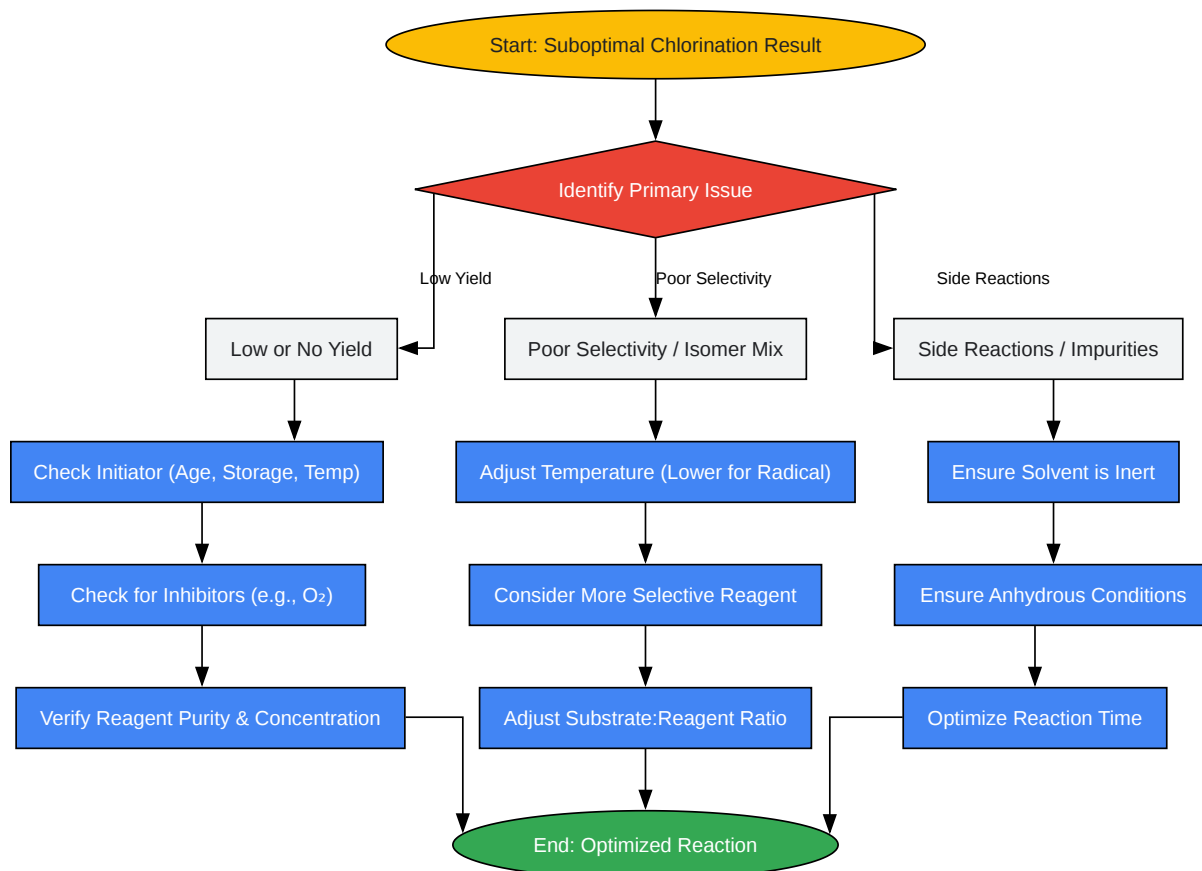 Start: Suboptimal Chlorination Result
Identify Primary Issue
Low Yield
Poor Selectivity
Side Reactions
Low or No Yield
Poor Selectivity / Isomer Mix
Side Reactions / Impurities
Check Initiator (Age, Storage, Temp)
Adjust Temperature (Lower for Radical)
Ensure Solvent is Inert
Check for Inhibitors (e.g., O₂)
Consider More Selective Reagent
Ensure Anhydrous Conditions
Verify Reagent Purity & Concentration
Adjust Substrate:Reagent Ratio
Optimize Reaction Time
End: Optimized Reaction